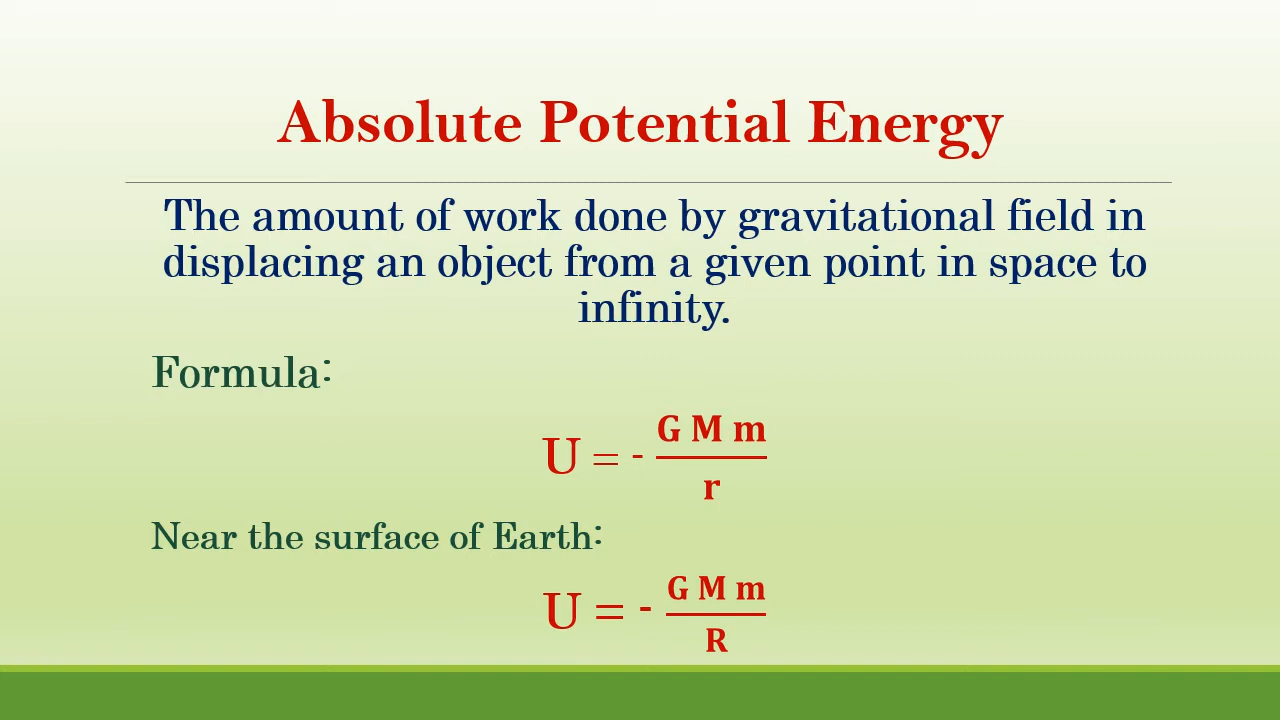 Absolute Potential Energy
The amount of work done by gravitational field in
displacing an object from a given point in space to
infinity.
Formula:
U = - G M m
r
Near the surface of Earth:
U = - G M m
R